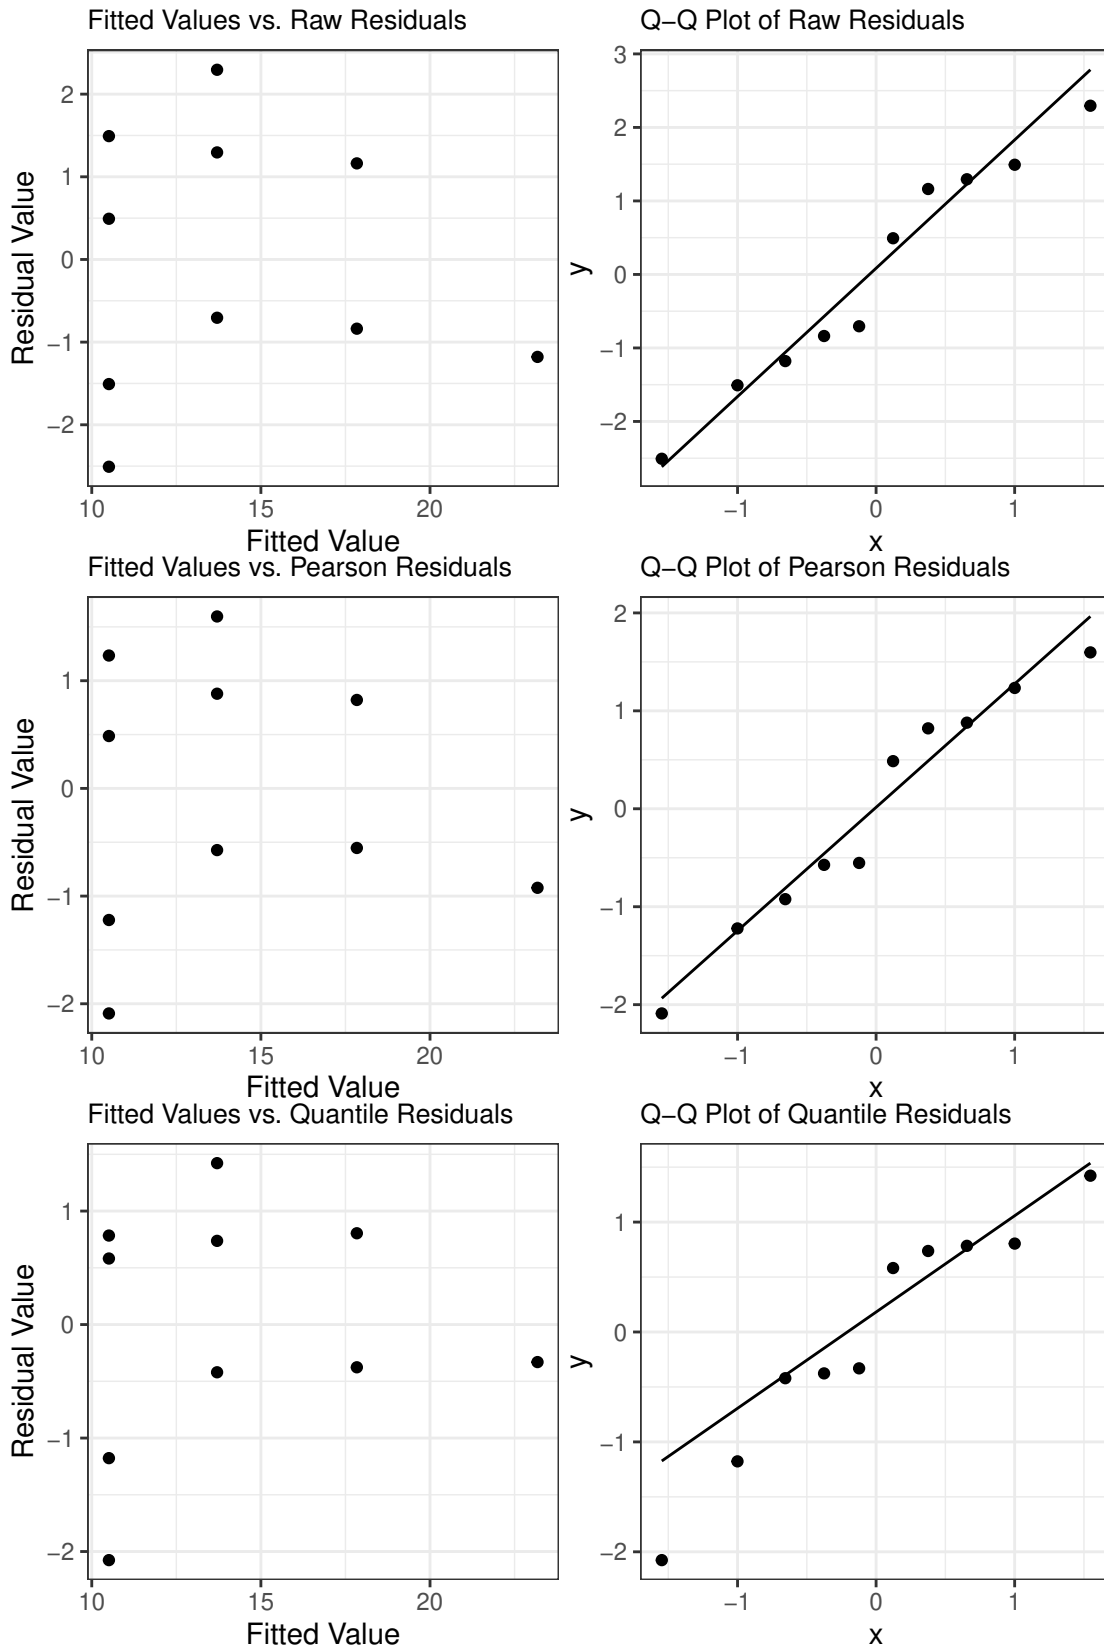 Fitted Values vs. Raw Residuals
2
1
0
−1
−2
Residual Value
10 15 20
Fitted Value
Q−Q Plot of Raw Residuals
3
2
1
0
−1
−2
y
−1 0 1
x
Fitted Values vs. Pearson Residuals
1
0
−1
−2
Residual Value
10 15 20
Fitted Value
Q−Q Plot of Pearson Residuals
2
1
0
−1
−2
y
−1 0 1
x
Fitted Values vs. Quantile Residuals
1
0
−1
−2
Residual Value
10 15 20
Fitted Value
Q−Q Plot of Quantile Residuals
1
0
−1
−2
y
−1 0 1
x